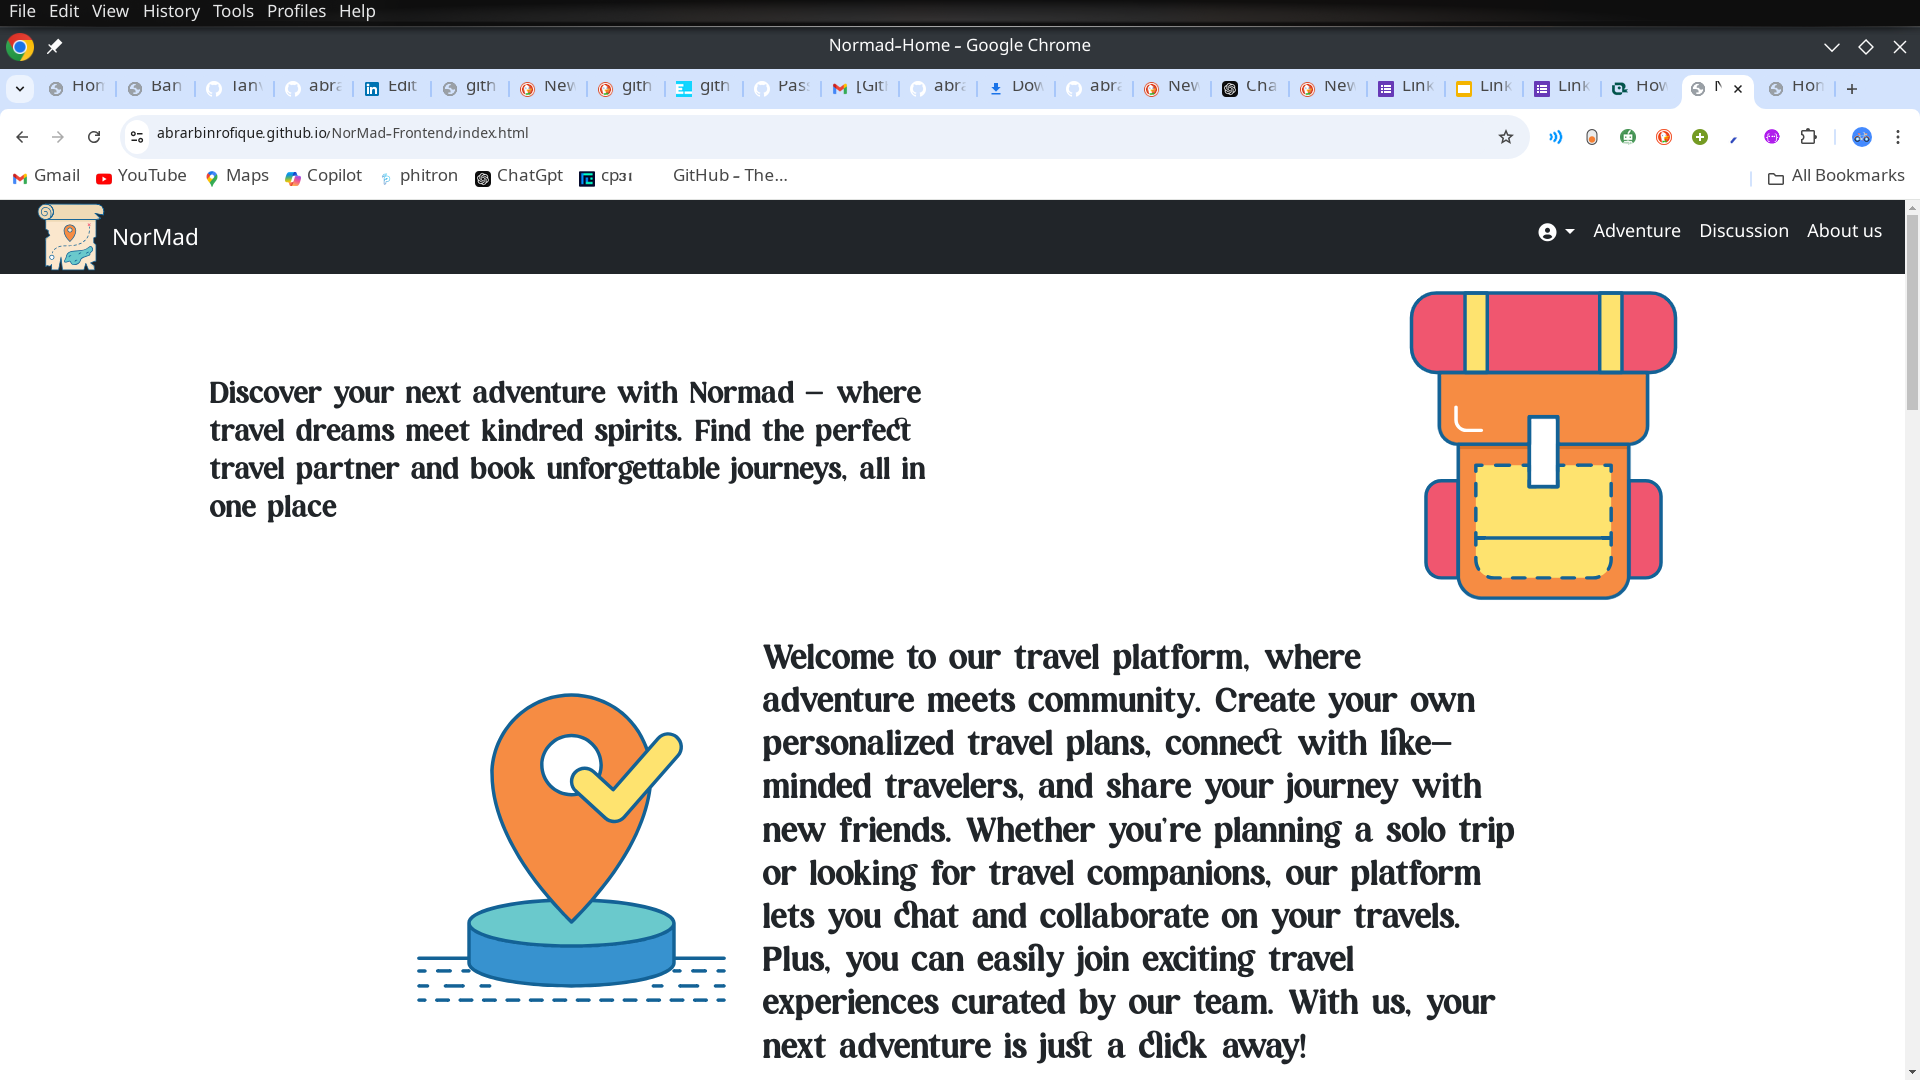 File Edit View History Tools Profiles Help
Normad-Home - Google Chrome
Hon Ban Tanv abra Edit gith New gith gith Pass [Gitl abra Dow abra New Cha New Link Link Link How N Hon
abrarbinrofique.github.io/NorMad-Frontend/index.html
Gmail YouTube Maps Copilot phitron ChatGpt GitHub - The... All Bookmarks
NorMad Adventure Discussion About us
Discover your next adventure with Normad – where
travel dreams meet kindred spirits. Find the perfect
travel partner and book unforgettable journeys, all in
one place
Welcome to our travel platform, where
adventure meets community. Create your own
personalized travel plans, connect with like-
minded travelers, and share your journey with
new friends. Whether you're planning a solo trip
or looking for travel companions, our platform
lets you chat and collaborate on your travels.
Plus, you can easily join exciting travel
experiences curated by our team. With us, your
next adventure is just a click away!